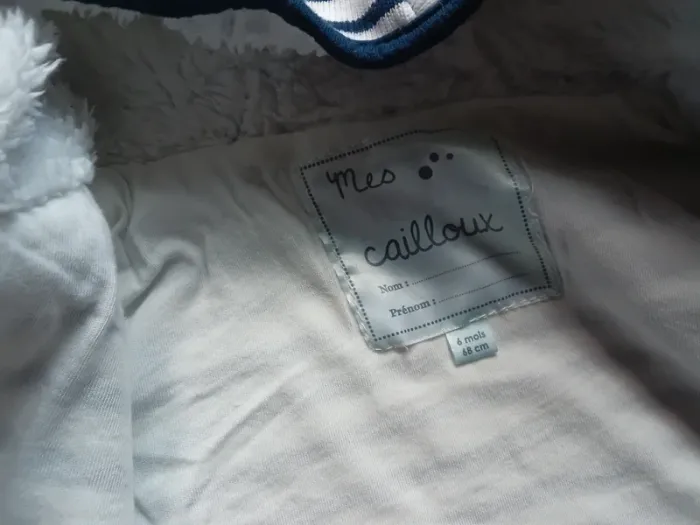 mes
cailloux
Nom :
Prénom :
6 mois
68 cm